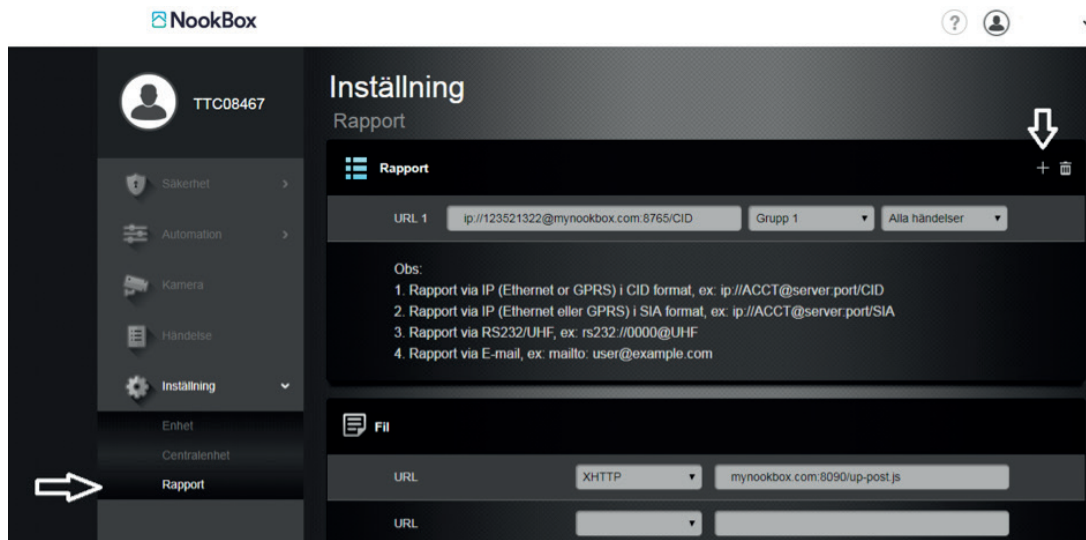 NookBox
?
TTC08467
Säkerhet
Automation
Kamera
Händelse
Inställning
Enhet
Centralenhet
Rapport
Inställning
Rapport
Rapport
URL 1 ip://123521322@mynookbox.com:8765/CID Grupp 1 Alla händelser
Obs:
1. Rapport via IP (Ethernet or GPRS) i CID format, ex: ip://ACCT@server:port/CID
2. Rapport via IP (Ethernet eller GPRS) i SIA format, ex: ip://ACCT@server:port/SIA
3. Rapport via RS232/UHF, ex: rs232://0000@UHF
4. Rapport via E-mail, ex: mailto: user@example.com
Fil
URL XHTTP mynookbox.com:8090/up-post.js
URL